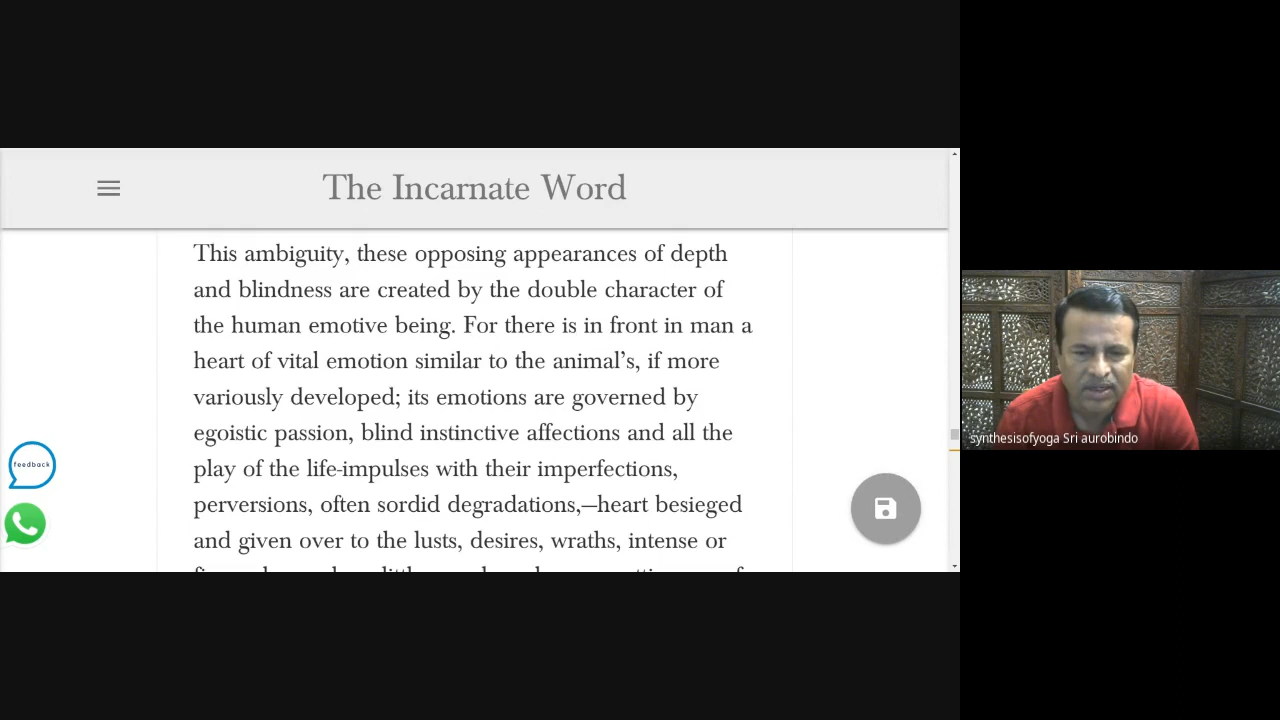 The Incarnate Word
This ambiguity, these opposing appearances of depth
and blindness are created by the double character of
the human emotive being. For there is in front in man a
heart of vital emotion similar to the animal's, if more
variously developed; its emotions are governed by
egoistic passion, blind instinctive affections and all the
play of the life-impulses with their imperfections,
perversions, often sordid degradations,—heart besieged
and given over to the lusts, desires, wraths, intense or
feedback
synthesisofyoga Sri aurobindo